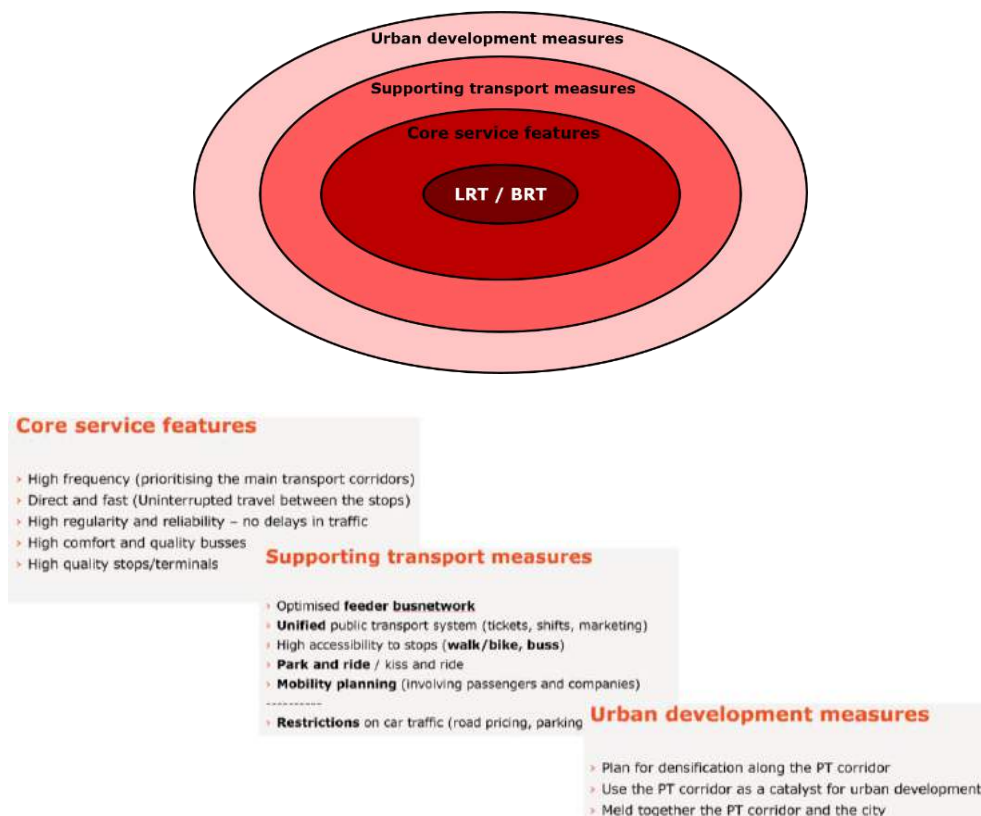 Urban development measures
Supporting transport measures
Core service features
LRT / BRT
Core service features
› High frequency (prioritising the main transport corridors)
› Direct and fast (Uninterrupted travel between the stops)
› High regularity and reliability – no delays in traffic
› High comfort and quality busses
› High quality stops/terminals
Supporting transport measures
› Optimised feeder busnetwork
› Unified public transport system (tickets, shifts, marketing)
› High accessibility to stops (walk/bike, buss)
› Park and ride / kiss and ride
› Mobility planning (involving passengers and companies)
----------
› Restrictions on car traffic (road pricing, parking
Urban development measures
› Plan for densification along the PT corridor
› Use the PT corridor as a catalyst for urban development
› Meld together the PT corridor and the city